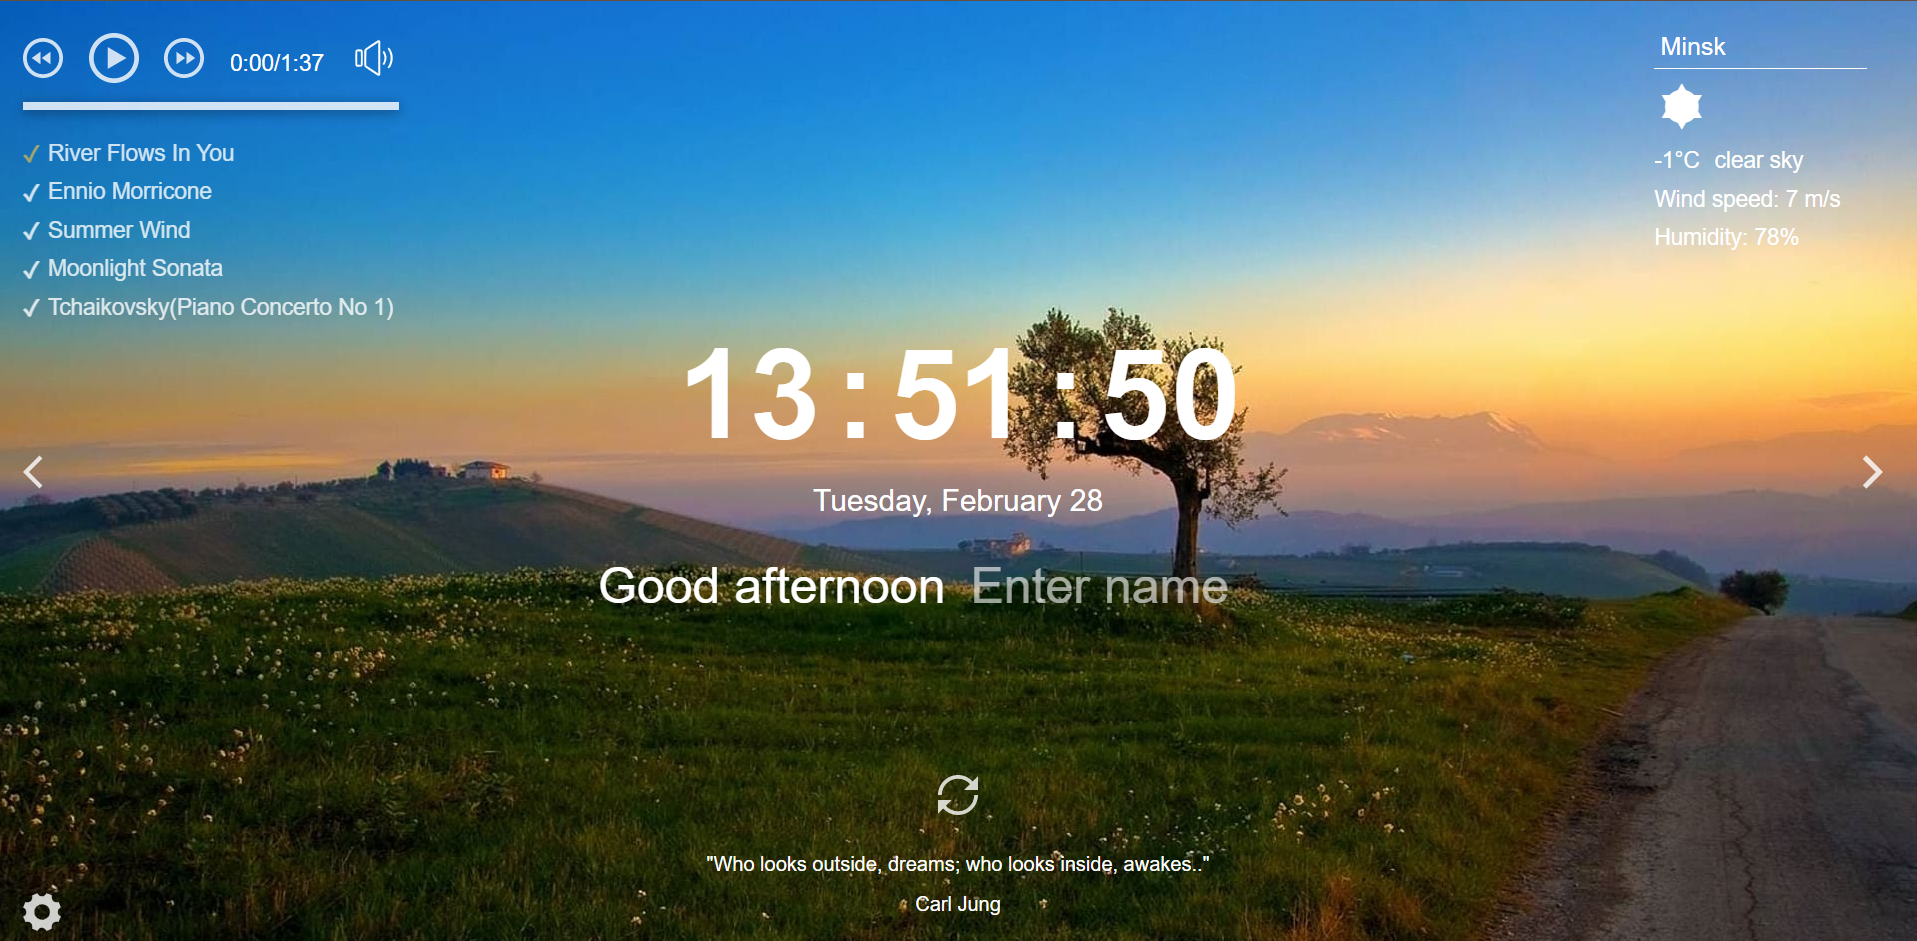 0:00/1:37
River Flows In You
Ennio Morricone
Summer Wind
Moonlight Sonata
Tchaikovsky(Piano Concerto No 1)
Minsk
-1°C clear sky
Wind speed: 7 m/s
Humidity: 78%
13:51:50
Tuesday, February 28
Good afternoon Enter name
"Who looks outside, dreams; who looks inside, awakes.."
Carl Jung